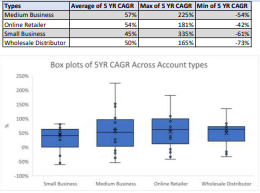 Types Average of 5 YR CAGR Max of 5 YR CAGR Min of 5 YR CAGR
Medium Business 57% 225% -54%
Online Retailer 54% 181% -42%
Small Business 45% 335% -61%
Wholesale Distributor 50% 165% -73%
Box plots of 5YR CAGR Across Account types
250%
200%
150%
100%
50%
0%
-50%
-100%
%
Small Business Medium Business Online Retailer Wholesale Distributor